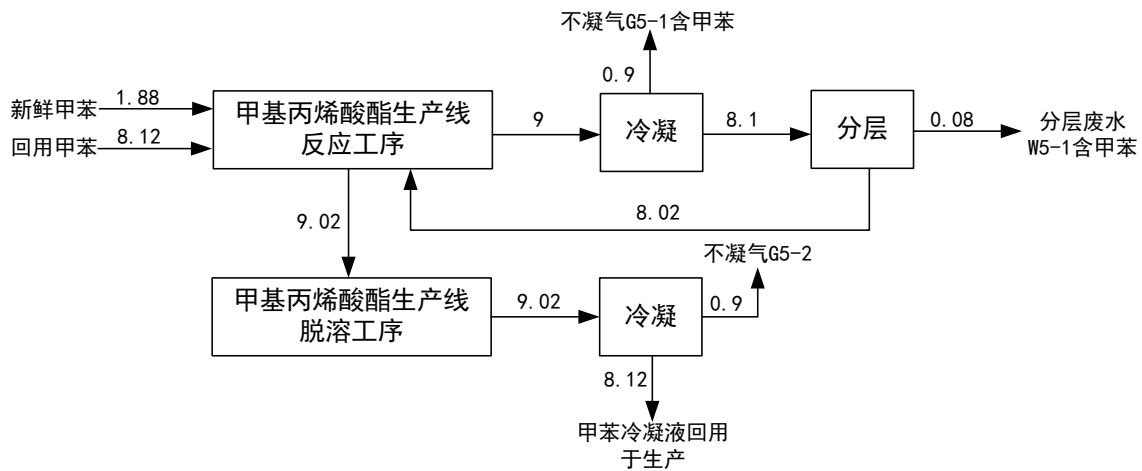 不凝气G5-1含甲苯
0.9
新鲜甲苯
1.88
回用甲苯
8.12
甲基丙烯酸酯生产线
反应工序
9
冷凝
8.1
分层
0.08
分层废水
W5-1含甲苯
9.02
8.02
不凝气G5-2
甲基丙烯酸酯生产线
脱溶工序
9.02
冷凝
0.9
8.12
甲苯冷凝液回用
于生产